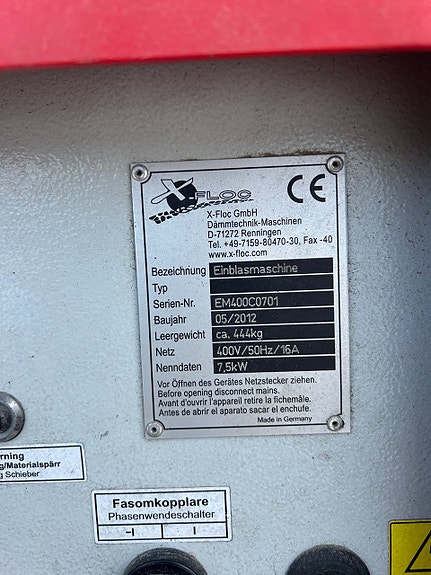 X-FLOC
CE
X-Floc GmbH
Dämmtechnik-Maschinen
D-71272 Renningen
Tel. +49-7159-80470-30, Fax -40
www.x-floc.com
Bezeichnung Einblasmaschine
Typ
Serien-Nr. EM400C0701
Baujahr 05/2012
Leergewicht ca. 444kg
Netz 400V/50Hz/16A
Nenndaten 7,5kW
Vor Öffnen des Gerätes Netzstecker ziehen.
Before opening disconnect mains.
Avant d'ouvrir l'appareil retire la fichemâle.
Antes de abrir el aparato sacar el enchufe.
Made in Germany
g/Materialspärr
g Schieber
Fasomkopplare
Phasenwendeschalter
-I I